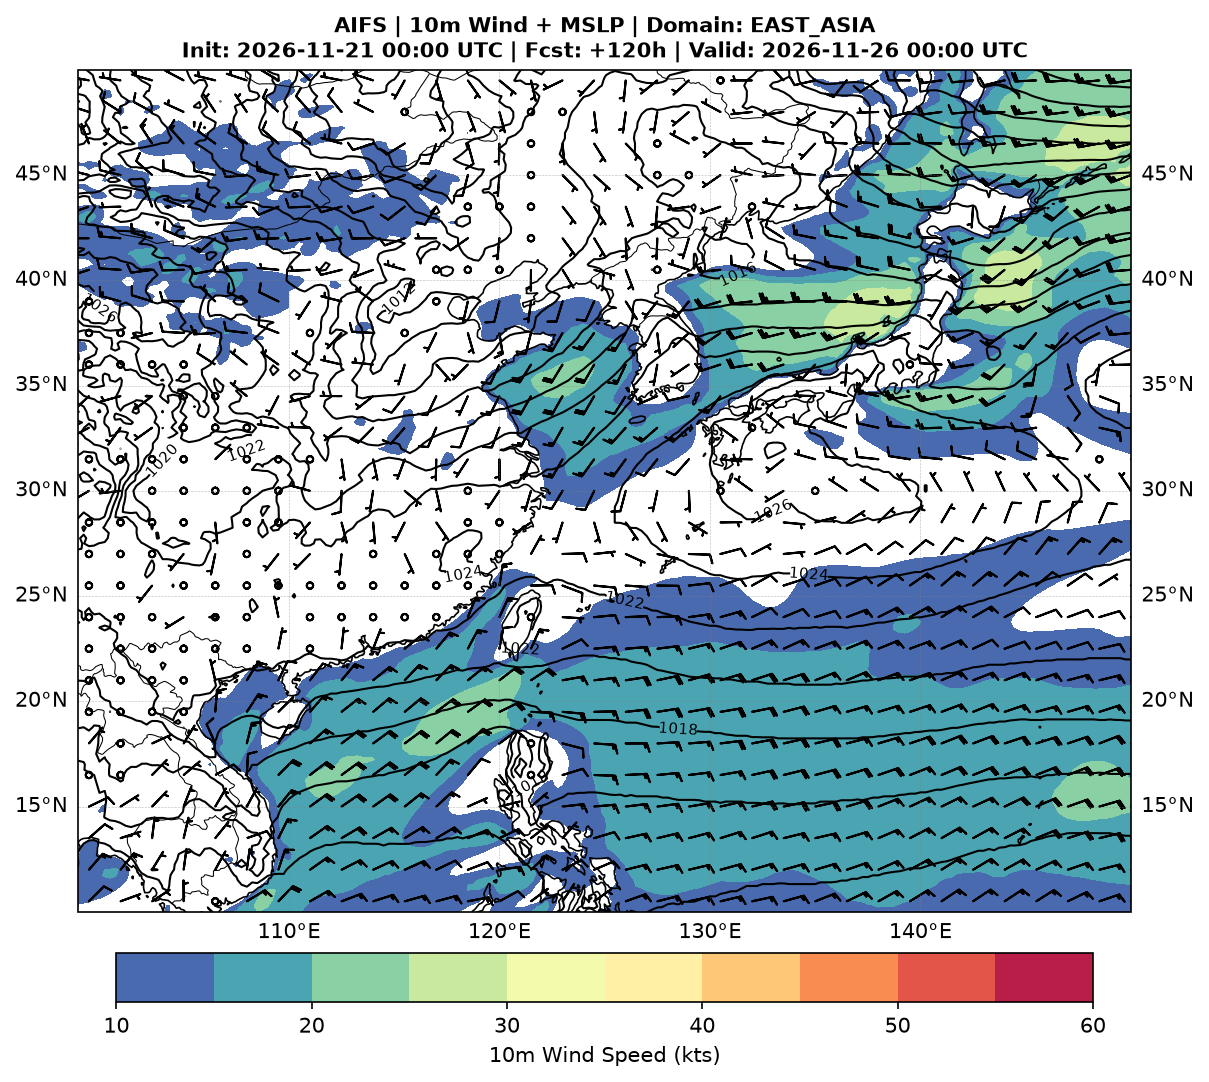 AIFS | 10m Wind + MSLP | Domain: EAST_ASIA
Init: 2026-11-21 00:00 UTC | Fcst: +120h | Valid: 2026-11-26 00:00 UTC
45°N
45°N
40°N
40°N
35°N
35°N
30°N
30°N
25°N
25°N
20°N
20°N
15°N
15°N
1016
1020
1022
1026
1024
1024
1022
1022
1018
110°E
120°E
130°E
140°E
10
20
30
40
50
60
10m Wind Speed (kts)